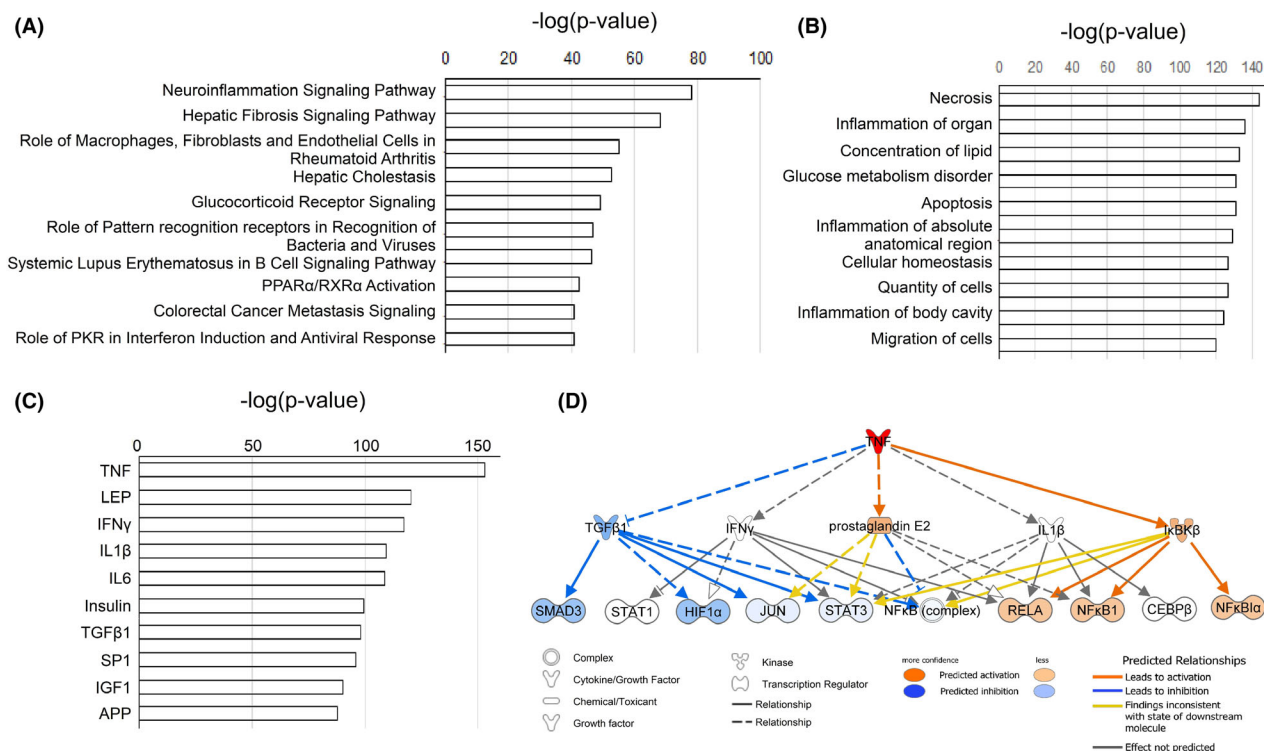 (A)
-log(p-value)
0 20 40 60 80 100
Neuroinflammation Signaling Pathway
Hepatic Fibrosis Signaling Pathway
Role of Macrophages, Fibroblasts and Endothelial Cells in
Rheumatoid Arthritis
Hepatic Cholestasis
Glucocorticoid Receptor Signaling
Role of Pattern recognition receptors in Recognition of
Bacteria and Viruses
Systemic Lupus Erythematosus in B Cell Signaling Pathway
PPARα/RXRα Activation
Colorectal Cancer Metastasis Signaling
Role of PKR in Interferon Induction and Antiviral Response
(B)
-log(p-value)
0 20 40 60 80 100 120 140
Necrosis
Inflammation of organ
Concentration of lipid
Glucose metabolism disorder
Apoptosis
Inflammation of absolute
anatomical region
Cellular homeostasis
Quantity of cells
Inflammation of body cavity
Migration of cells
(C)
-log(p-value)
0 50 100 150
TNF
LEP
IFNγ
IL1β
IL6
Insulin
TGFβ1
SP1
IGF1
APP
(D)
TNF
TGFβ1 IFNγ prostaglandin E2 IL1β IκBKβ
SMAD3 STAT1 HIF1α JUN STAT3 NFκB (complex) RELA NFκB1 CEBPβ NFκBIα
Complex
Cytokine/Growth Factor
Chemical/Toxicant
Growth factor
Kinase
Transcription Regulator
Relationship
Relationship
more confidence less
Predicted activation
Predicted inhibition
Predicted Relationships
Leads to activation
Leads to inhibition
Findings inconsistent
with state of downstream
molecule
Effect not predicted